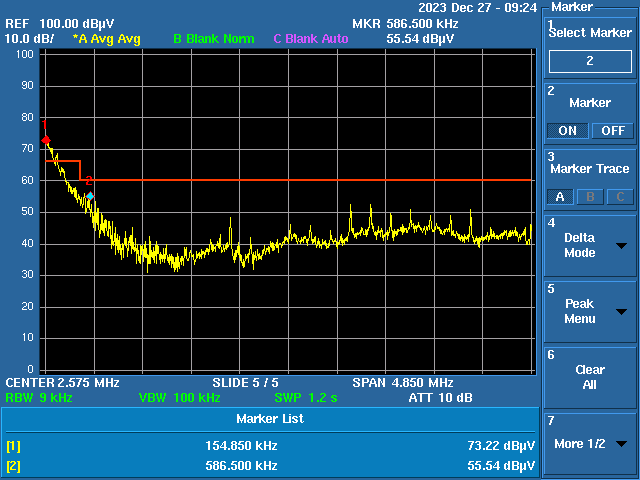 2023 Dec 27 - 09:24
Marker
REF 100.00 dBµV
MKR 586.500 kHz
10.0 dB/ *A Avg Avg B Blank Norm C Blank Auto 55.54 dBµV
100
90
80
70
60
50
40
30
20
10
0
1
2
CENTER 2.575 MHz SLIDE 5 / 5 SPAN 4.850 MHz
RBW 9 kHz VBW 100 kHz SWP 1.2 s ATT 10 dB
Marker List
[1] 154.850 kHz 73.22 dBµV
[2] 586.500 kHz 55.54 dBµV
1
Select Marker
2
2
Marker
ON OFF
3
Marker Trace
A B C
4
Delta
Mode
5
Peak
Menu
6
Clear
All
7
More 1/2